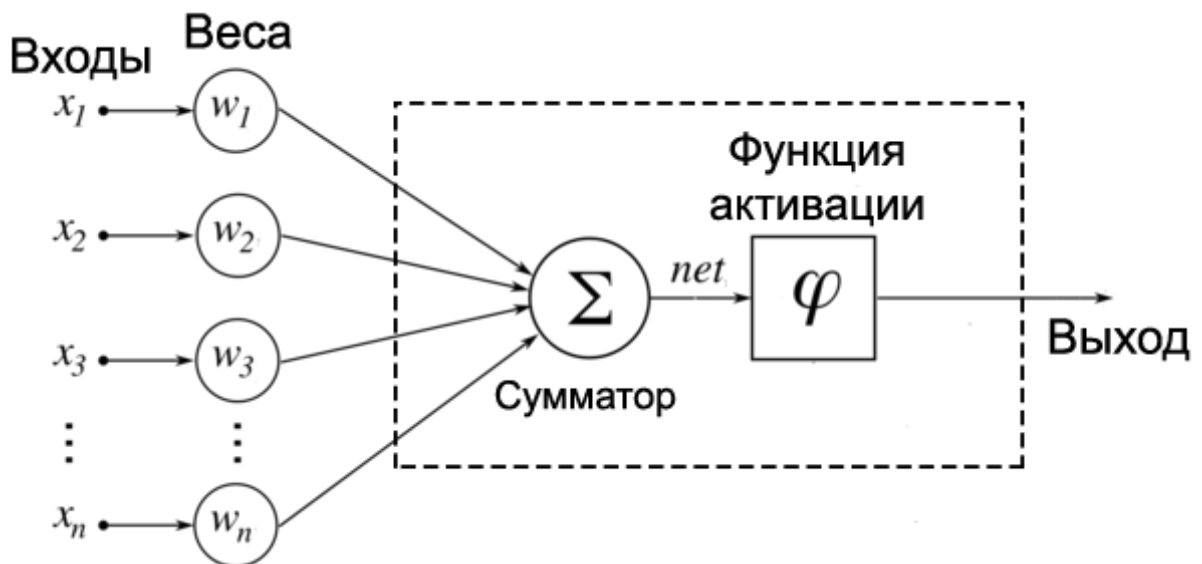 Входы
Веса
x1
w1
x2
w2
x3
w3
⋮
⋮
xn
wn
Σ
Сумматор
net
Функция
активации
φ
Выход